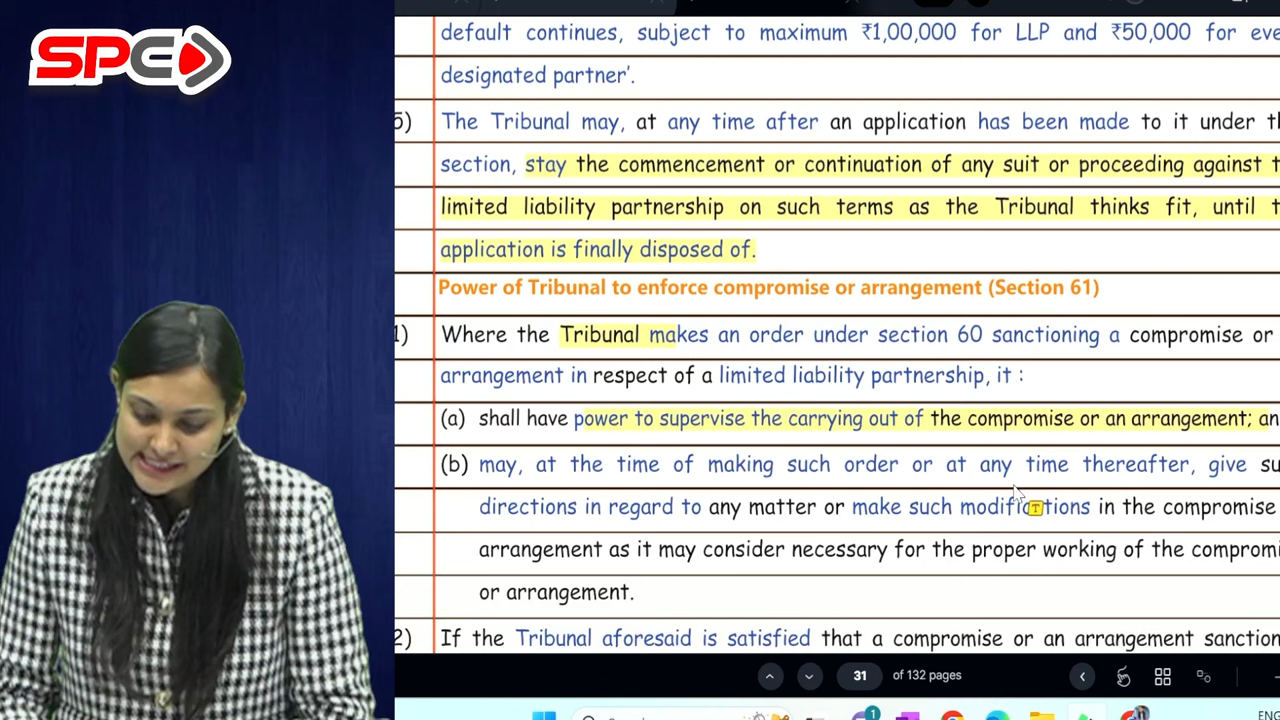 SPC
default continues, subject to maximum ₹1,00,000 for LLP and ₹50,000 for eve
designated partner'.
5) The Tribunal may, at any time after an application has been made to it under th
section, stay the commencement or continuation of any suit or proceeding against t
limited liability partnership on such terms as the Tribunal thinks fit, until t
application is finally disposed of.
Power of Tribunal to enforce compromise or arrangement (Section 61)
1) Where the Tribunal makes an order under section 60 sanctioning a compromise or
arrangement in respect of a limited liability partnership, it :
(a) shall have power to supervise the carrying out of the compromise or an arrangement; an
(b) may, at the time of making such order or at any time thereafter, give su
directions in regard to any matter or make such modifications in the compromise
arrangement as it may consider necessary for the proper working of the compromi
or arrangement.
2) If the Tribunal aforesaid is satisfied that a compromise or an arrangement sanction
31 of 132 pages
1
ENG